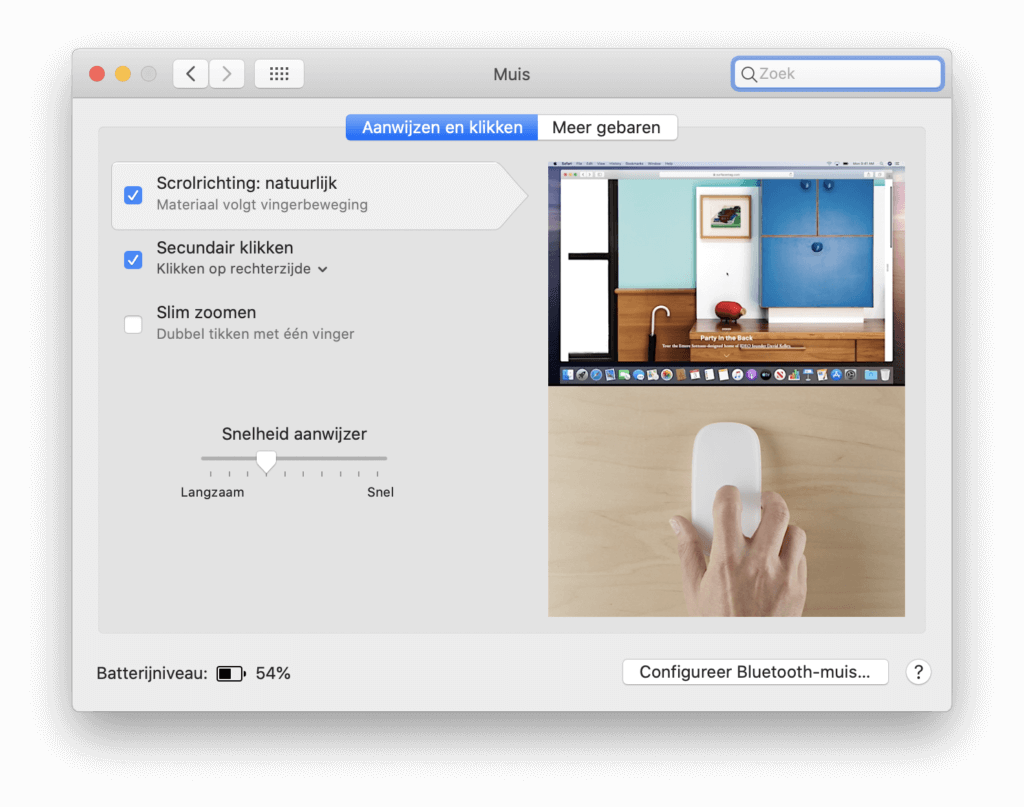 Muis
Zoek
Aanwijzen en klikken
Meer gebaren
Scrolrichting: natuurlijk
Materiaal volgt vingerbeweging
Secundair klikken
Klikken op rechterzijde
Slim zoomen
Dubbel tikken met één vinger
Snelheid aanwijzer
Langzaam
Snel
Party in the Back
Batterijniveau:
54%
Configureer Bluetooth-muis...
?